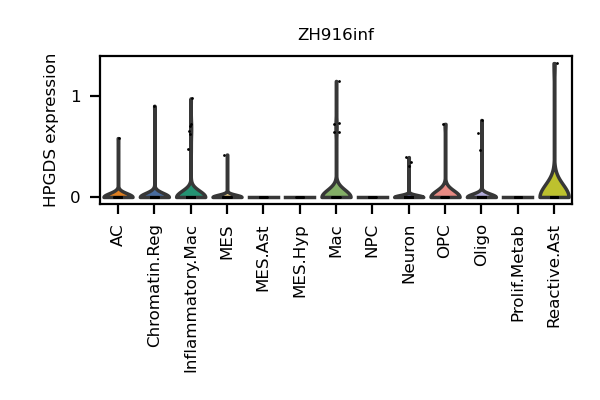 ZH916inf
HPGDS expression
1
0
AC
Chromatin.Reg
Inflammatory.Mac
MES
MES.Ast
MES.Hyp
Mac
NPC
Neuron
OPC
Oligo
Prolif.Metab
Reactive.Ast